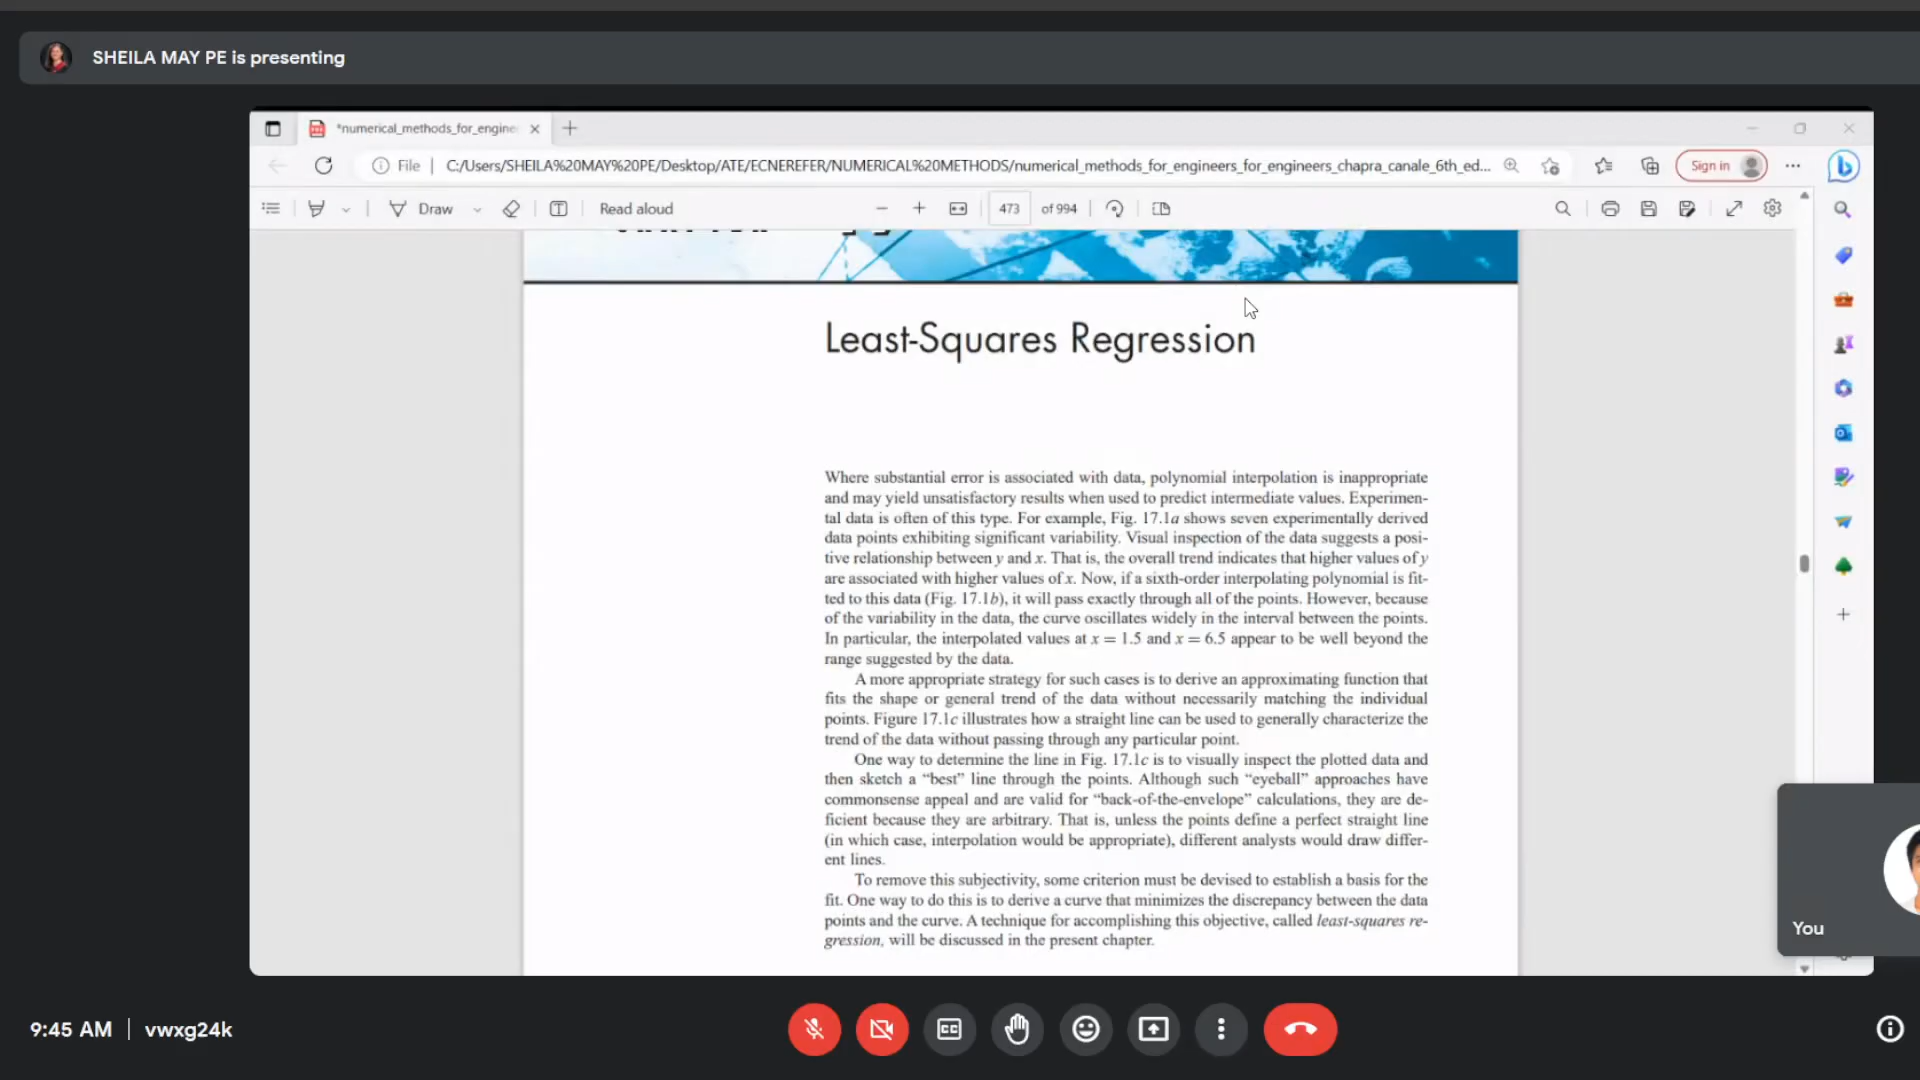 SHEILA MAY PE is presenting
*numerical_methods_for_engine
File C:/Users/SHEILA%20MAY%20PE/Desktop/ATE/ECNEREFER/NUMERICAL%20METHODS/numerical_methods_for_engineers_for_engineers_chapra_canale_6th_ed... Sign in
Draw Read aloud 473 of 994
Least-Squares Regression
Where substantial error is associated with data, polynomial interpolation is inappropriate
and may yield unsatisfactory results when used to predict intermediate values. Experimen-
tal data is often of this type. For example, Fig. 17.1a shows seven experimentally derived
data points exhibiting significant variability. Visual inspection of the data suggests a posi-
tive relationship between y and x. That is, the overall trend indicates that higher values of y
are associated with higher values of x. Now, if a sixth-order interpolating polynomial is fit-
ted to this data (Fig. 17.1b), it will pass exactly through all of the points. However, because
of the variability in the data, the curve oscillates widely in the interval between the points.
In particular, the interpolated values at x = 1.5 and x = 6.5 appear to be well beyond the
range suggested by the data.
A more appropriate strategy for such cases is to derive an approximating function that
fits the shape or general trend of the data without necessarily matching the individual
points. Figure 17.1c illustrates how a straight line can be used to generally characterize the
trend of the data without passing through any particular point.
One way to determine the line in Fig. 17.1c is to visually inspect the plotted data and
then sketch a “best” line through the points. Although such “eyeball” approaches have
commonsense appeal and are valid for “back-of-the-envelope” calculations, they are de-
ficient because they are arbitrary. That is, unless the points define a perfect straight line
(in which case, interpolation would be appropriate), different analysts would draw differ-
ent lines.
To remove this subjectivity, some criterion must be devised to establish a basis for the
fit. One way to do this is to derive a curve that minimizes the discrepancy between the data
points and the curve. A technique for accomplishing this objective, called least-squares re-
gression, will be discussed in the present chapter.
You
9:45 AM | vwxg24k